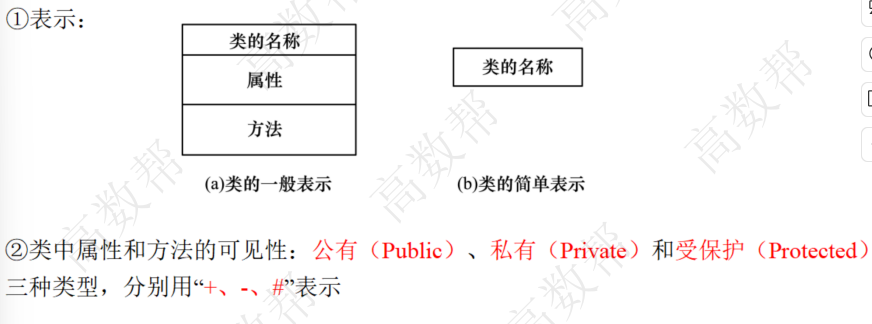 ①表示：
类的名称
属性
方法
类的名称
(a)类的一般表示
(b)类的简单表示
②类中属性和方法的可见性：公有（Public）、私有（Private）和受保护（Protected）
三种类型，分别用“+、-、#”表示
高数帮
高数帮
高数帮
高数帮
高数帮